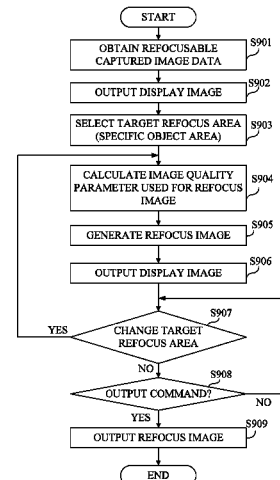 START
S901
OBTAIN REFOCUSABLE
CAPTURED IMAGE DATA
S902
OUTPUT DISPLAY IMAGE
S903
SELECT TARGET REFOCUS AREA
(SPECIFIC OBJECT AREA)
S904
CALCULATE IMAGE QUALITY
PARAMETER USED FOR REFOCUS
IMAGE
S905
GENERATE REFOCUS IMAGE
S906
OUTPUT DISPLAY IMAGE
S907
YES
CHANGE TARGET
REFOCUS AREA
NO
S908
OUTPUT COMMAND?
NO
YES
S909
OUTPUT REFOCUS IMAGE
END